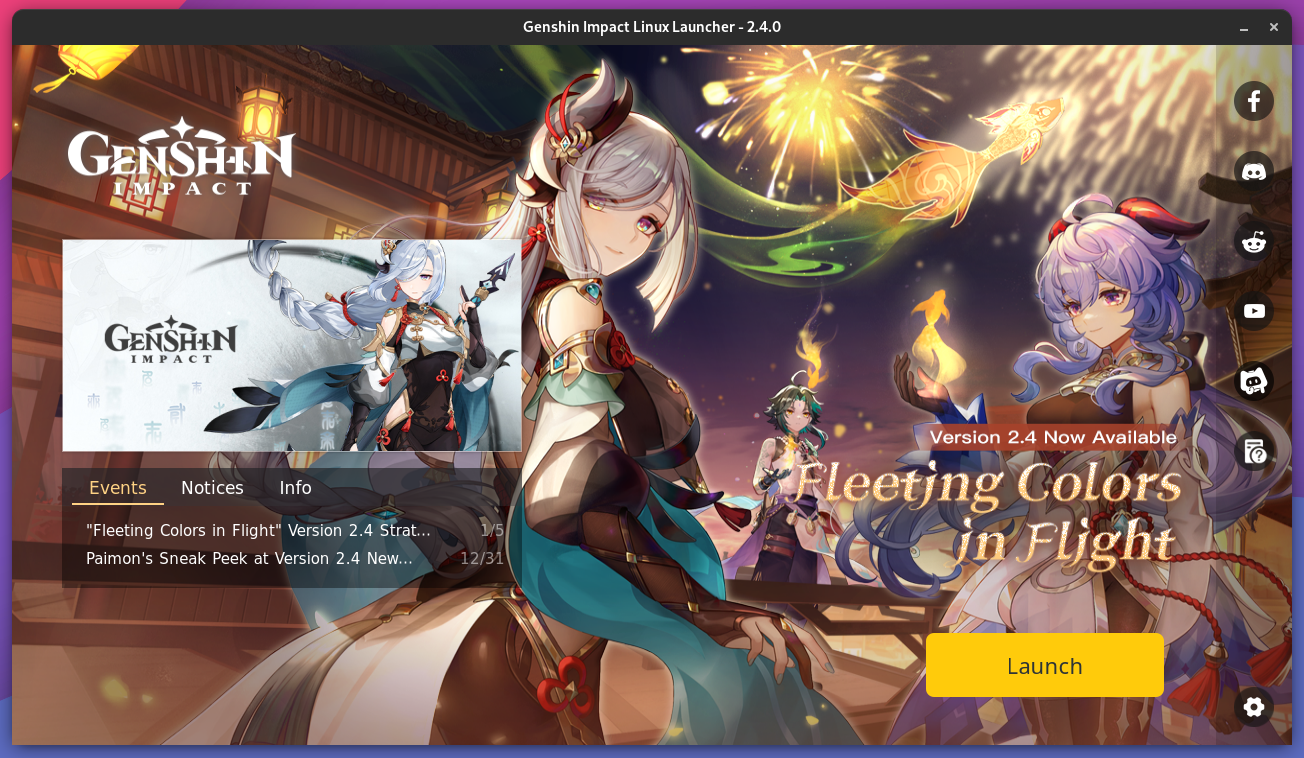 Genshin Impact Linux Launcher - 2.4.0
GENSHIN
IMPACT
GENSHIN
IMPACT
Version 2.4 Now Available
Fleeting Colors
in Flight
Events Notices Info
"Fleeting Colors in Flight" Version 2.4 Strat... 1/5
Paimon's Sneak Peek at Version 2.4 New... 12/31
Launch